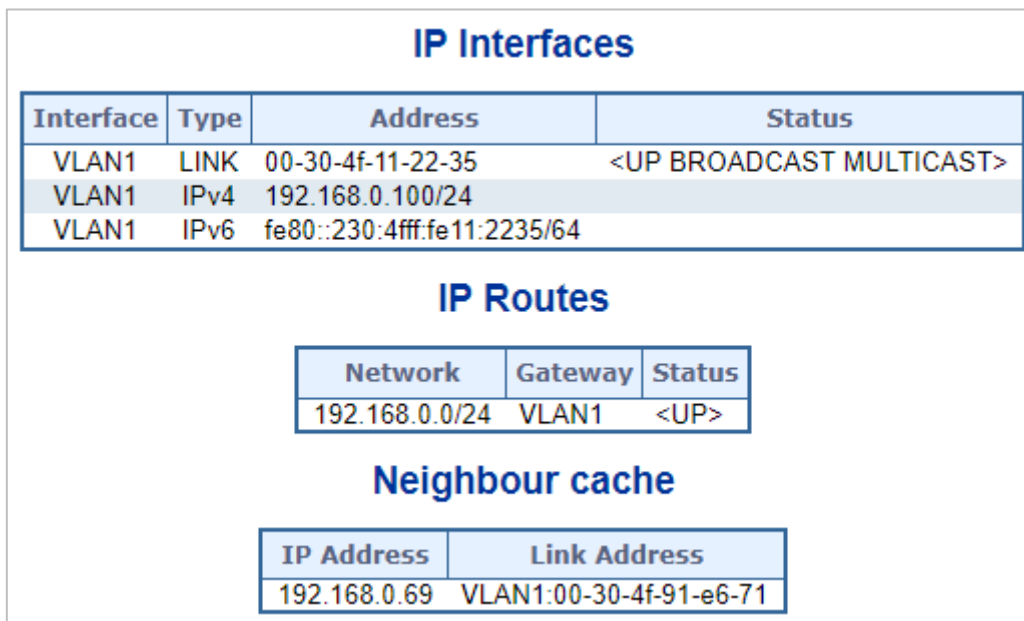 IP Interfaces
Interface Type Address Status
VLAN1 LINK 00-30-4f-11-22-35 <UP BROADCAST MULTICAST>
VLAN1 IPv4 192.168.0.100/24
VLAN1 IPv6 fe80::230:4fff:fe11:2235/64
IP Routes
Network Gateway Status
192.168.0.0/24 VLAN1 <UP>
Neighbour cache
IP Address Link Address
192.168.0.69 VLAN1:00-30-4f-91-e6-71